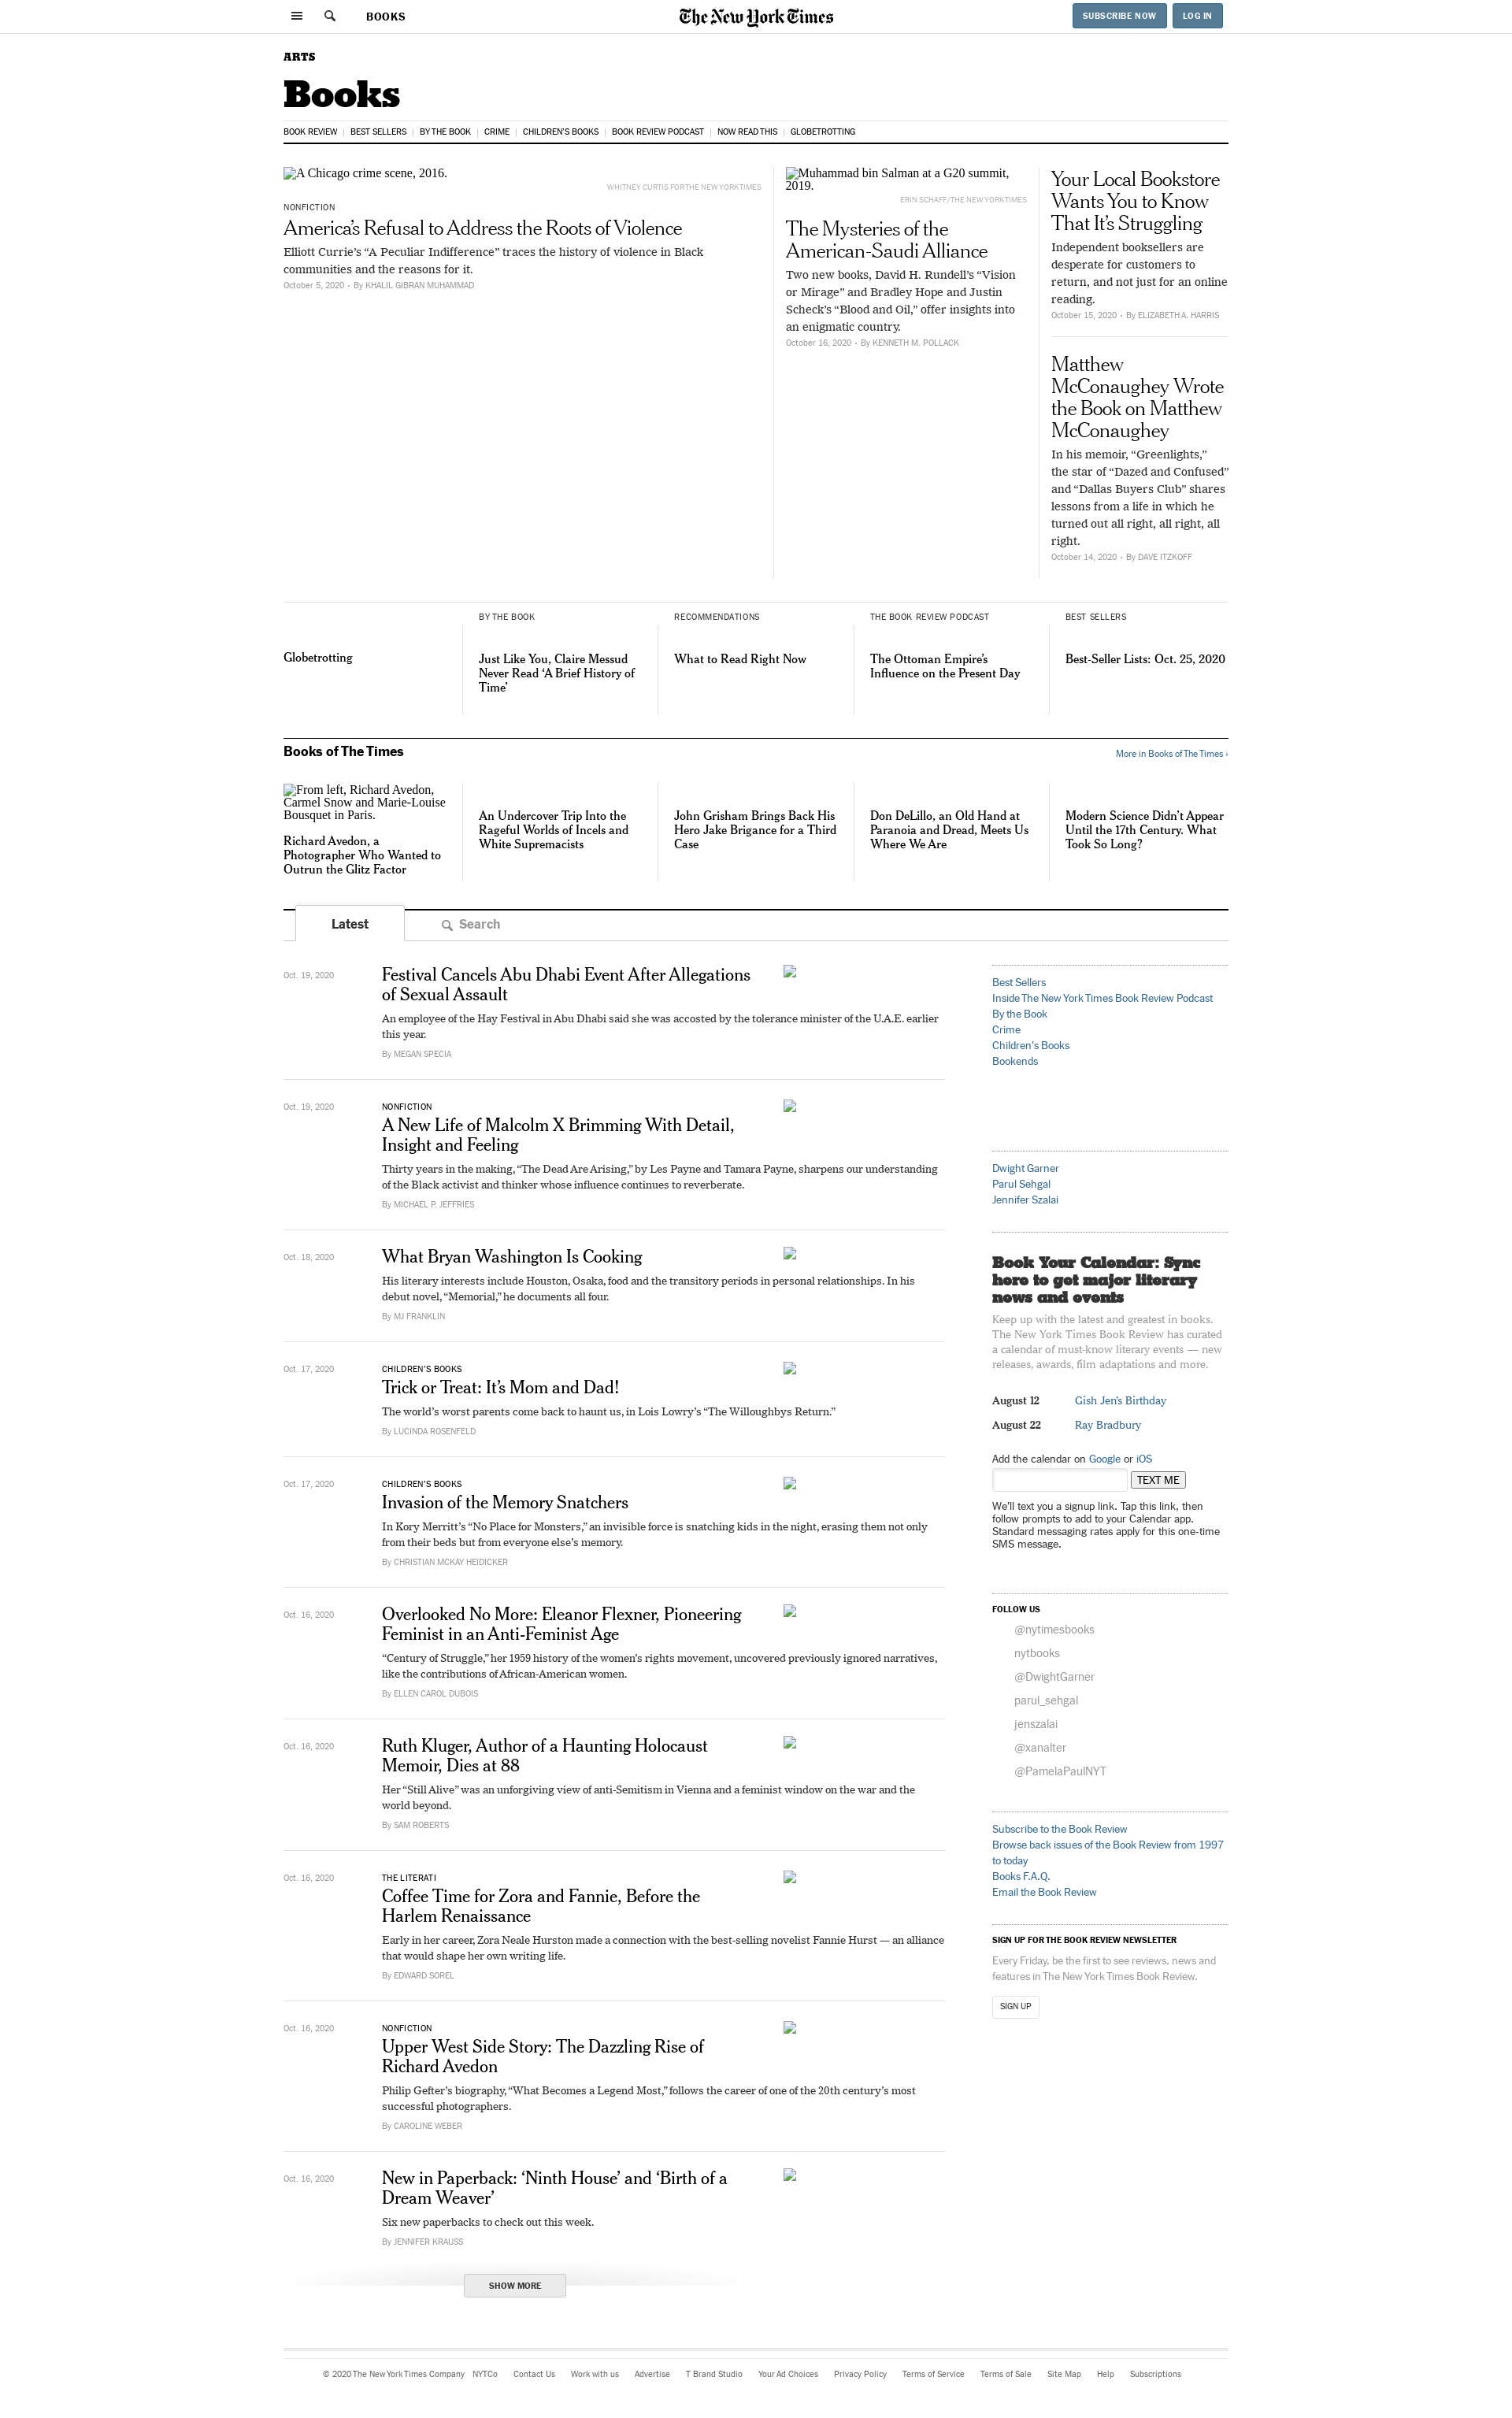 BOOKS
The New York Times
SUBSCRIBE NOW
LOG IN
ARTS
Books
BOOK REVIEW
BEST SELLERS
BY THE BOOK
CRIME
CHILDREN'S BOOKS
BOOK REVIEW PODCAST
NOW READ THIS
GLOBETROTTING
A Chicago crime scene, 2016.
WHITNEY CURTIS FOR THE NEW YORK TIMES
NONFICTION
America's Refusal to Address the Roots of Violence
Elliott Currie's “A Peculiar Indifference” traces the history of violence in Black
communities and the reasons for it.
October 5, 2020 • By KHALIL GIBRAN MUHAMMAD
Muhammad bin Salman at a G20 summit,
2019.
ERIN SCHAFF/THE NEW YORK TIMES
The Mysteries of the
American-Saudi Alliance
Two new books, David H. Rundell's “Vision
or Mirage” and Bradley Hope and Justin
Scheck's “Blood and Oil,” offer insights into
an enigmatic country.
October 16, 2020 • By KENNETH M. POLLACK
Your Local Bookstore
Wants You to Know
That It's Struggling
Independent booksellers are
desperate for customers to
return, and not just for an online
reading.
October 15, 2020 • By ELIZABETH A. HARRIS
Matthew
McConaughey Wrote
the Book on Matthew
McConaughey
In his memoir, “Greenlights,”
the star of “Dazed and Confused”
and “Dallas Buyers Club” shares
lessons from a life in which he
turned out all right, all right, all
right.
October 14, 2020 • By DAVE ITZKOFF
Globetrotting
BY THE BOOK
Just Like You, Claire Messud
Never Read ‘A Brief History of
Time’
RECOMMENDATIONS
What to Read Right Now
THE BOOK REVIEW PODCAST
The Ottoman Empire's
Influence on the Present Day
BEST SELLERS
Best-Seller Lists: Oct. 25, 2020
Books of The Times
More in Books of The Times ›
From left, Richard Avedon,
Carmel Snow and Marie-Louise
Bousquet in Paris.
Richard Avedon, a
Photographer Who Wanted to
Outrun the Glitz Factor
An Undercover Trip Into the
Rageful Worlds of Incels and
White Supremacists
John Grisham Brings Back His
Hero Jake Brigance for a Third
Case
Don DeLillo, an Old Hand at
Paranoia and Dread, Meets Us
Where We Are
Modern Science Didn't Appear
Until the 17th Century. What
Took So Long?
Latest
Search
Oct. 19, 2020
Festival Cancels Abu Dhabi Event After Allegations
of Sexual Assault
An employee of the Hay Festival in Abu Dhabi said she was accosted by the tolerance minister of the U.A.E. earlier
this year.
By MEGAN SPECIA
Oct. 19, 2020
NONFICTION
A New Life of Malcolm X Brimming With Detail,
Insight and Feeling
Thirty years in the making, “The Dead Are Arising,” by Les Payne and Tamara Payne, sharpens our understanding
of the Black activist and thinker whose influence continues to reverberate.
By MICHAEL P. JEFFRIES
Oct. 18, 2020
What Bryan Washington Is Cooking
His literary interests include Houston, Osaka, food and the transitory periods in personal relationships. In his
debut novel, “Memorial,” he documents all four.
By MJ FRANKLIN
Oct. 17, 2020
CHILDREN'S BOOKS
Trick or Treat: It's Mom and Dad!
The world's worst parents come back to haunt us, in Lois Lowry's “The Willoughbys Return.”
By LUCINDA ROSENFELD
Oct. 17, 2020
CHILDREN'S BOOKS
Invasion of the Memory Snatchers
In Kory Merritt's “No Place for Monsters,” an invisible force is snatching kids in the night, erasing them not only
from their beds but from everyone else's memory.
By CHRISTIAN MCKAY HEIDICKER
Oct. 16, 2020
Overlooked No More: Eleanor Flexner, Pioneering
Feminist in an Anti-Feminist Age
“Century of Struggle,” her 1959 history of the women's rights movement, uncovered previously ignored narratives,
like the contributions of African-American women.
By ELLEN CAROL DUBOIS
Oct. 16, 2020
Ruth Kluger, Author of a Haunting Holocaust
Memoir, Dies at 88
Her “Still Alive” was an unforgiving view of anti-Semitism in Vienna and a feminist window on the war and the
world beyond.
By SAM ROBERTS
Oct. 16, 2020
THE LITERATI
Coffee Time for Zora and Fannie, Before the
Harlem Renaissance
Early in her career, Zora Neale Hurston made a connection with the best-selling novelist Fannie Hurst — an alliance
that would shape her own writing life.
By EDWARD SOREL
Oct. 16, 2020
NONFICTION
Upper West Side Story: The Dazzling Rise of
Richard Avedon
Philip Gefter's biography, “What Becomes a Legend Most,” follows the career of one of the 20th century's most
successful photographers.
By CAROLINE WEBER
Oct. 16, 2020
New in Paperback: ‘Ninth House’ and ‘Birth of a
Dream Weaver’
Six new paperbacks to check out this week.
By JENNIFER KRAUSS
SHOW MORE
Best Sellers
Inside The New York Times Book Review Podcast
By the Book
Crime
Children's Books
Bookends
Dwight Garner
Parul Sehgal
Jennifer Szalai
Book Your Calendar: Sync
here to get major literary
news and events
Keep up with the latest and greatest in books.
The New York Times Book Review has curated
a calendar of must-know literary events — new
releases, awards, film adaptations and more.
August 12 Gish Jen's Birthday
August 22 Ray Bradbury
Add the calendar on Google or iOS
TEXT ME
We'll text you a signup link. Tap this link, then
follow prompts to add to your Calendar app.
Standard messaging rates apply for this one-time
SMS message.
FOLLOW US
@nytimesbooks
nytbooks
@DwightGarner
parul_sehgal
jenszalai
@xanalter
@PamelaPaulNYT
Subscribe to the Book Review
Browse back issues of the Book Review from 1997
to today
Books F.A.Q.
Email the Book Review
SIGN UP FOR THE BOOK REVIEW NEWSLETTER
Every Friday, be the first to see reviews, news and
features in The New York Times Book Review.
SIGN UP
© 2020 The New York Times Company NYTCo Contact Us Work with us Advertise T Brand Studio Your Ad Choices Privacy Policy Terms of Service Terms of Sale Site Map Help Subscriptions